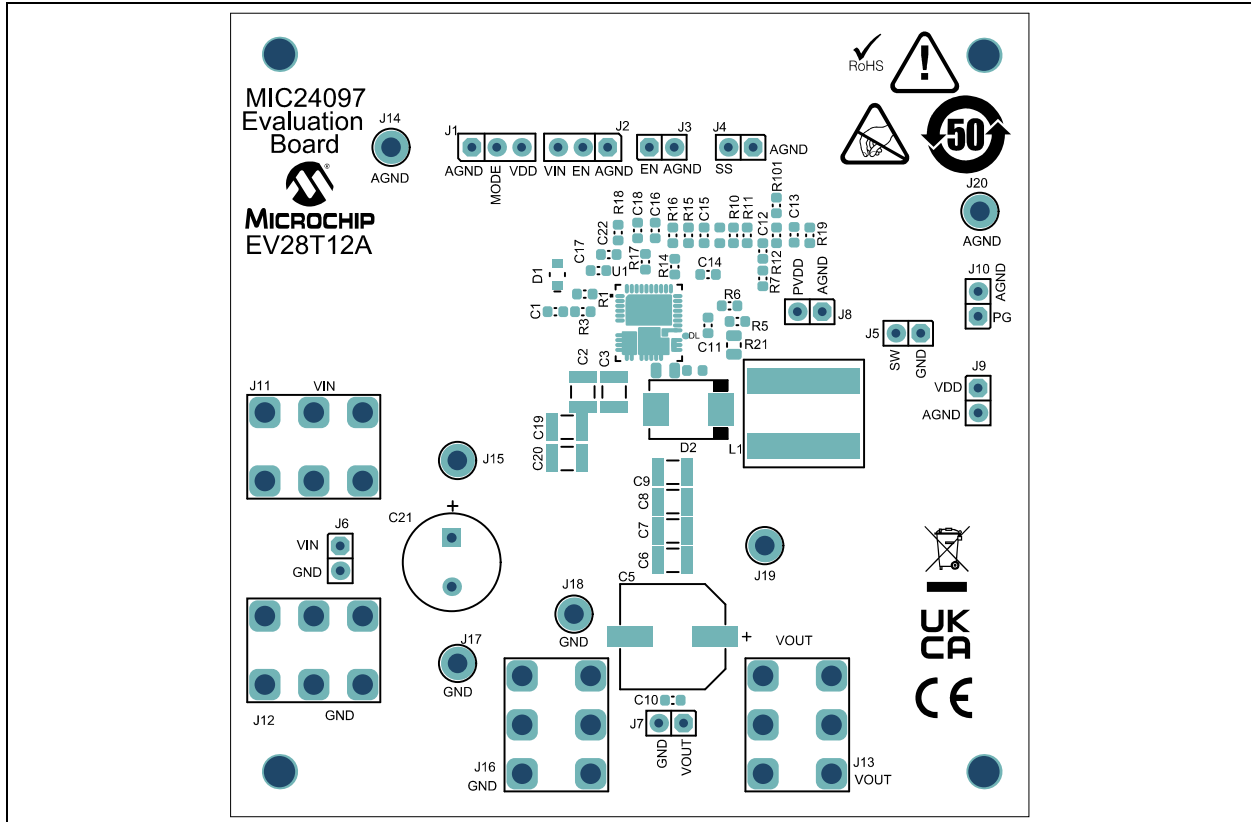 RoHS
!
MIC24097
Evaluation
Board
MICROCHIP®
EV28T12A
50
J14
AGND
J1
AGND MODE VDD
J2
VIN EN AGND
J3
EN AGND
J4
SS
AGND
J20
AGND
R18
C18
C16
R16
R15
C15
R10
R11
C12
R101
C13
R19
C22
C17
R17
R14
C14
R7
R12
U1
D1
R1
C1
R3
PVDD
AGND
J8
R6
R5
R21
C11
DL
J10
AGND
PG
J5
SW
GND
J9
VDD
AGND
C2
C3
J11
VIN
C19
C20
D2
L1
J15
C9
C8
C7
C6
+
C21
J6
VIN
GND
J19
C5
J18
GND
+
J17
GND
J12
GND
VOUT
C10
J7
GND
VOUT
J16
GND
J13
VOUT
UK
CA
CE